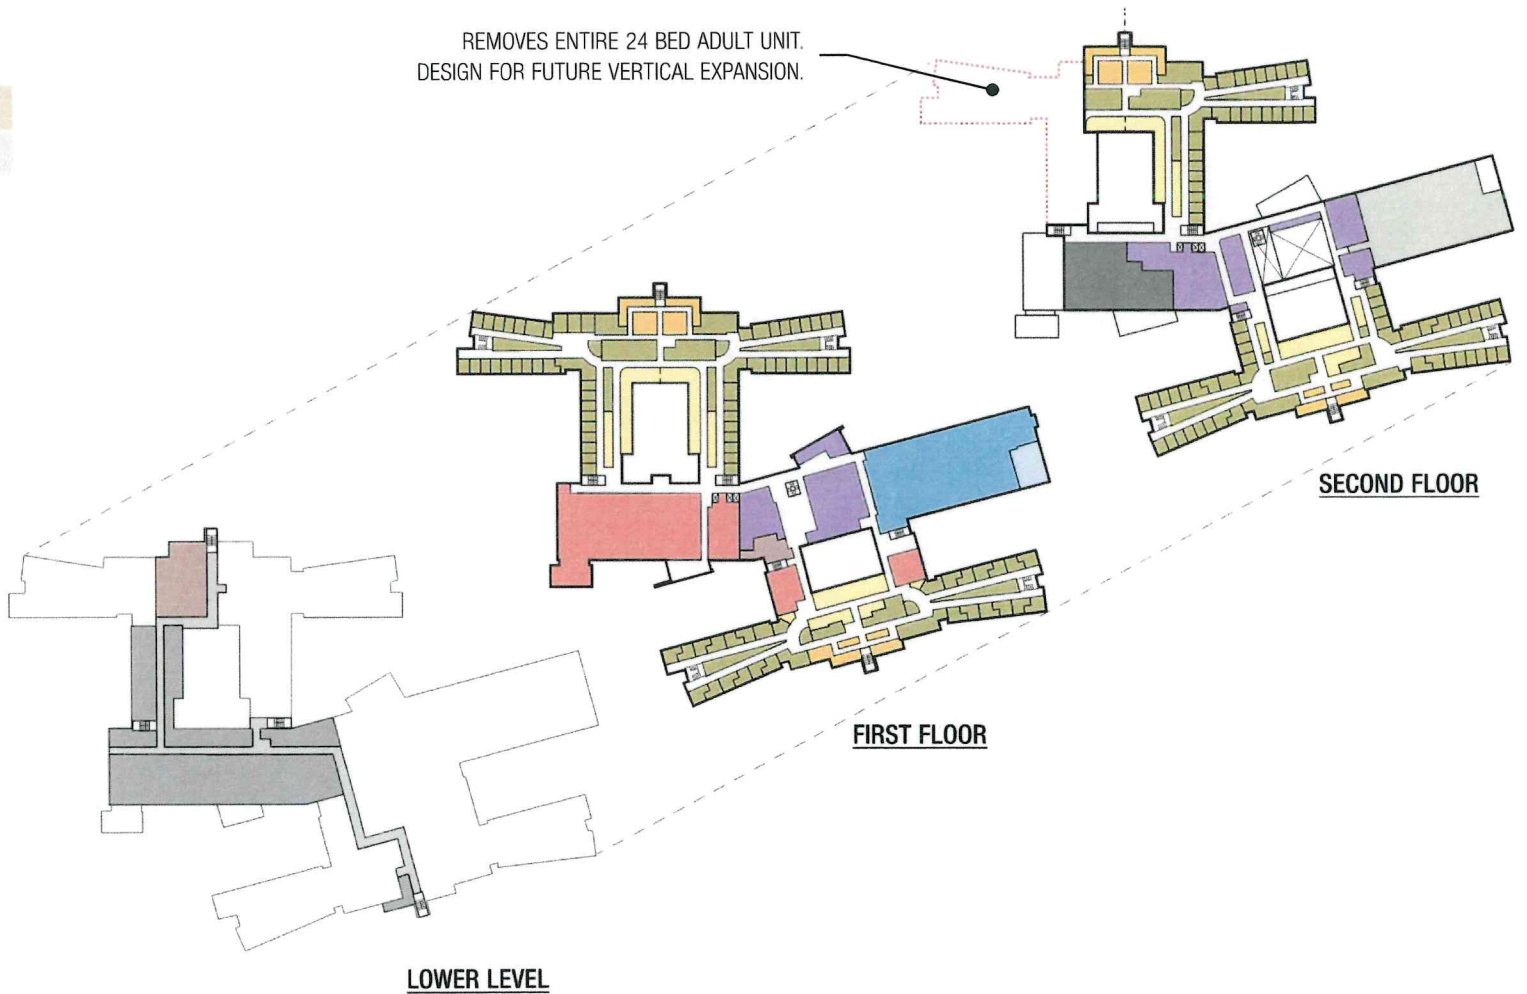 REMOVES ENTIRE 24 BED ADULT UNIT.
DESIGN FOR FUTURE VERTICAL EXPANSION.
SECOND FLOOR
FIRST FLOOR
LOWER LEVEL